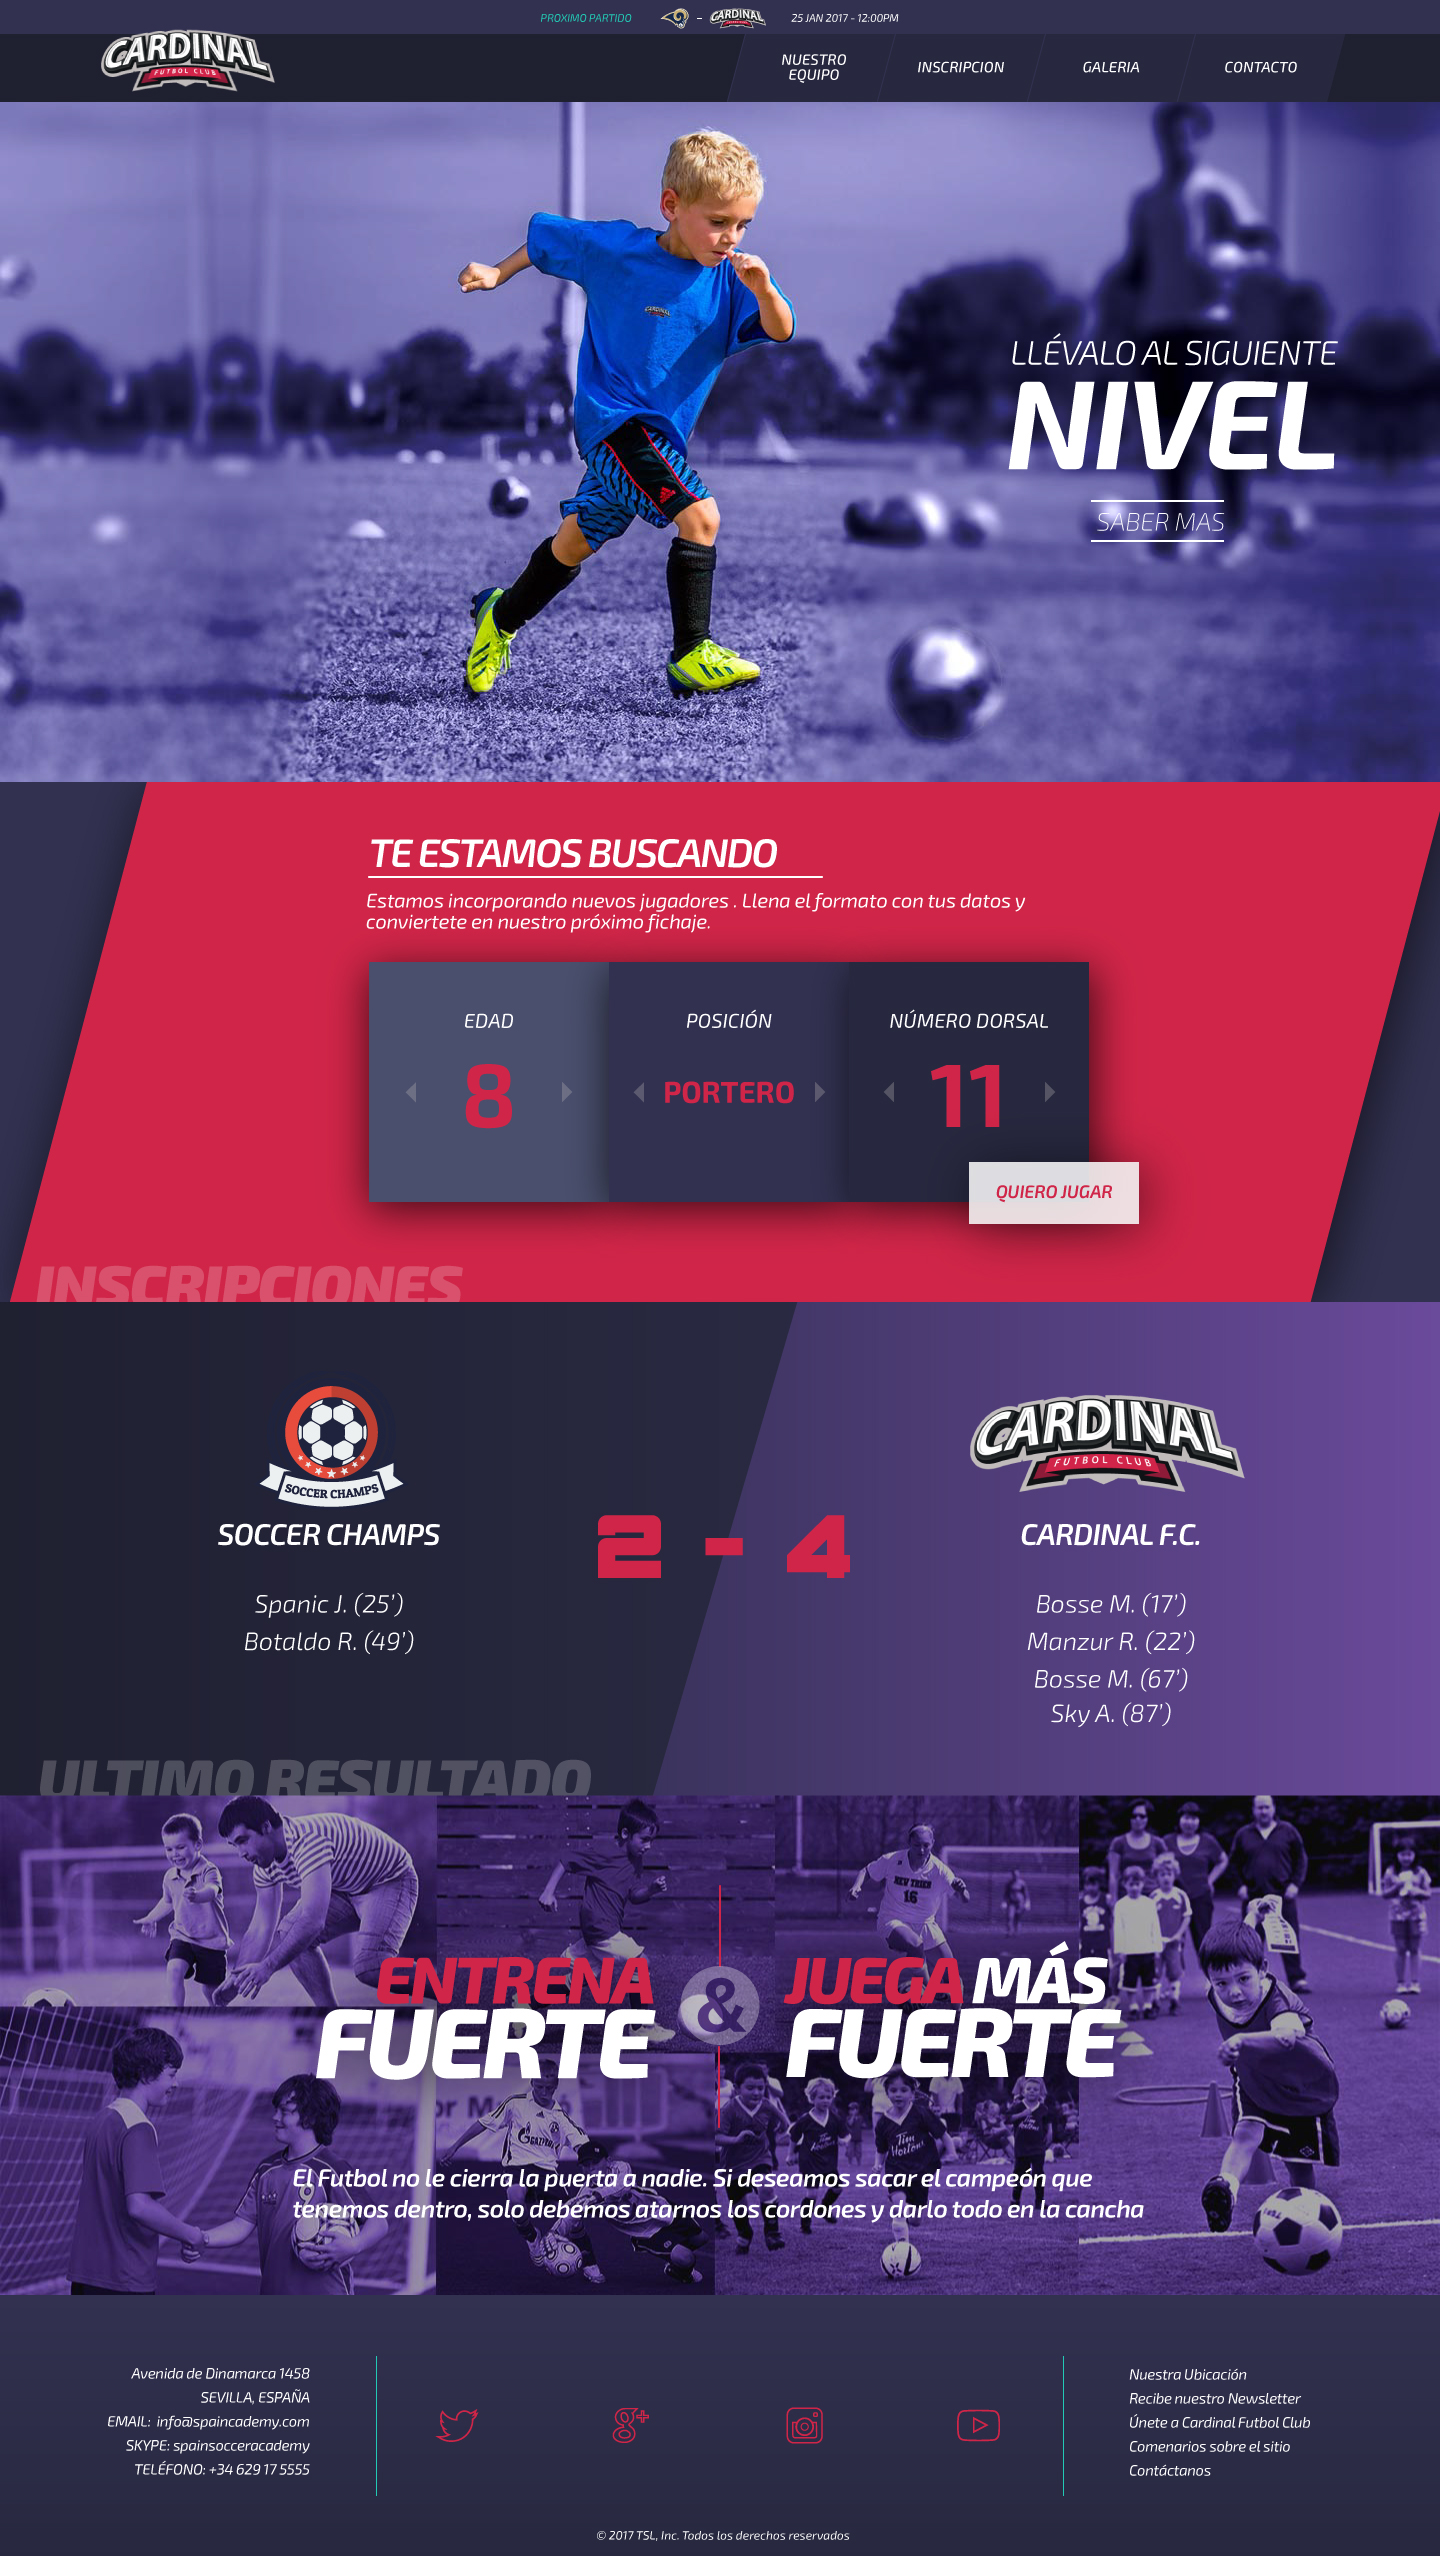 PROXIMO PARTIDO
-
CARDINAL
25 JAN 2017 - 12:00PM
CARDINAL
FUTBOL CLUB
NUESTRO
EQUIPO
INSCRIPCION
GALERIA
CONTACTO
CARDINAL
LLÉVALO AL SIGUIENTE
NIVEL
SABER MAS
TE ESTAMOS BUSCANDO
Estamos incorporando nuevos jugadores . Llena el formato con tus datos y
conviertete en nuestro próximo fichaje.
EDAD
8
POSICIÓN
PORTERO
NÚMERO DORSAL
11
QUIERO JUGAR
INSCRIPCIONES
SOCCER CHAMPS
SOCCER CHAMPS
Spanic J. (25’)
Botaldo R. (49’)
2 - 4
CARDINAL
FUTBOL CLUB
CARDINAL F.C.
Bosse M. (17’)
Manzur R. (22’)
Bosse M. (67’)
Sky A. (87’)
ULTIMO RESULTADO
NEW TRIER
16
ENTRENA
FUERTE
&
JUEGA MÁS
FUERTE
GAZPROM
Tim
Hortons
El Futbol no le cierra la puerta a nadie. Si deseamos sacar el campeón que
tenemos dentro, solo debemos atarnos los cordones y darlo todo en la cancha
Avenida de Dinamarca 1458
SEVILLA, ESPAÑA
EMAIL: info@spaincademy.com
SKYPE: spainsocceracademy
TELÉFONO: +34 629 17 5555
g+
Nuestra Ubicación
Recibe nuestro Newsletter
Únete a Cardinal Futbol Club
Comenarios sobre el sitio
Contáctanos
© 2017 TSL, Inc. Todos los derechos reservados